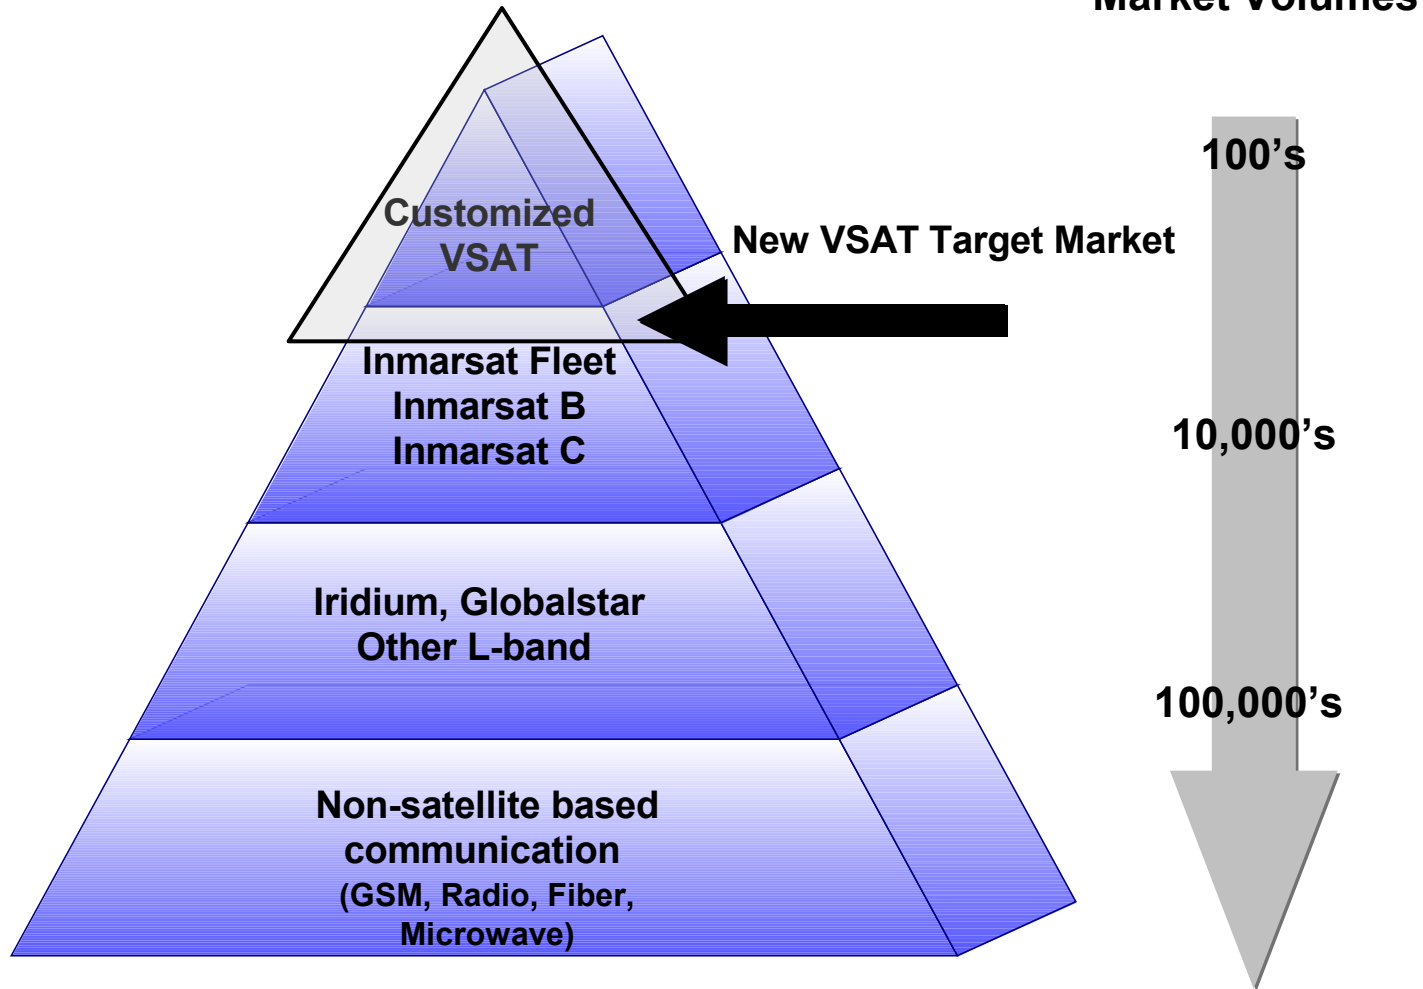 Market Volumes
100’s
Customized
VSAT
New VSAT Target Market
Inmarsat Fleet
Inmarsat B
Inmarsat C
10,000’s
Iridium, Globalstar
Other L-band
100,000’s
Non-satellite based
communication
(GSM, Radio, Fiber,
Microwave)